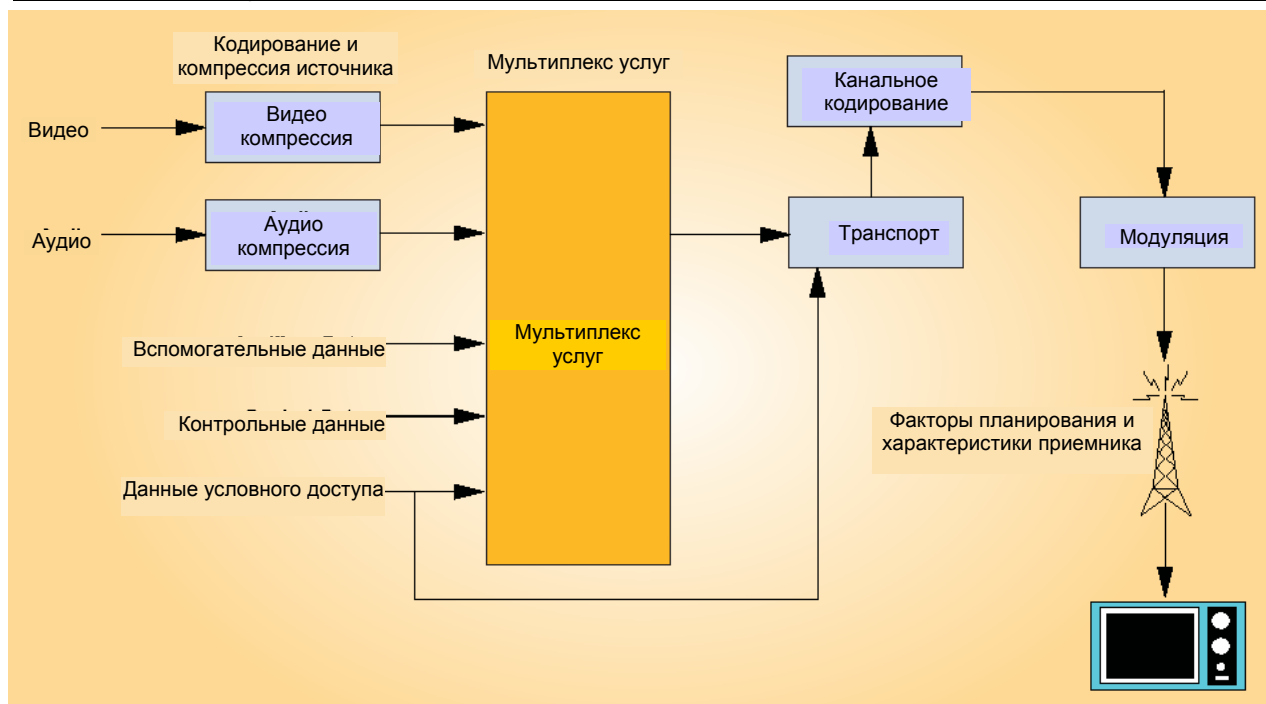 Кодирование и
компрессия источника
Мультиплекс услуг
Видео
Видео
компрессия
Аудио
Аудио
компрессия
Вспомогательные данные
Контрольные данные
Данные условного доступа
Мультиплекс
услуг
Канальное
кодирование
Транспорт
Модуляция
Факторы планирования и
характеристики приемника